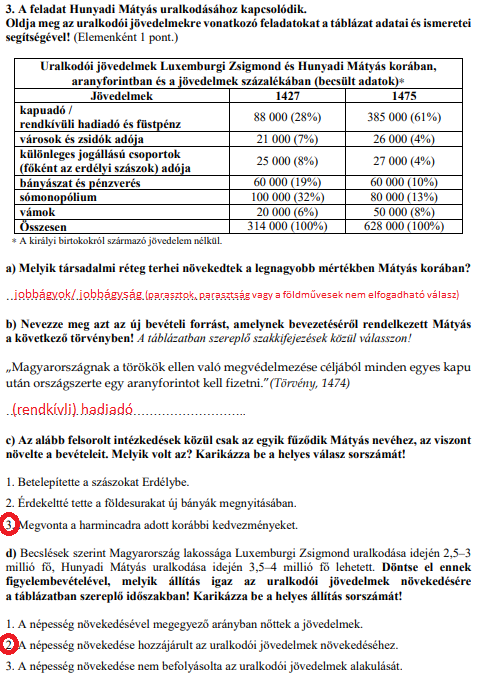 3. A feladat Hunyadi Mátyás uralkodásához kapcsolódik.
Oldja meg az uralkodói jövedelmekre vonatkozó feladatokat a táblázat adatai és ismeretei
segítségével! (Elemenként 1 pont.)
Uralkodói jövedelmek Luxemburgi Zsigmond és Hunyadi Mátyás korában,
aranyforintban és a jövedelmek százalékában (becsült adatok)*
Jövedelmek 1427 1475
kapuadó /
rendkívüli hadiadó és füstpénz 88 000 (28%) 385 000 (61%)
városok és zsidók adója 21 000 (7%) 26 000 (4%)
különleges jogállású csoportok
(főként az erdélyi szászok) adója 25 000 (8%) 27 000 (4%)
bányászat és pénzverés 60 000 (19%) 60 000 (10%)
sómonopólium 100 000 (32%) 80 000 (13%)
vámok 20 000 (6%) 50 000 (8%)
Összesen 314 000 (100%) 628 000 (100%)
* A királyi birtokokról származó jövedelem nélkül.
a) Melyik társadalmi réteg terhei növekedtek a legnagyobb mértékben Mátyás korában?
jobbágyok/ jobbágyság (parasztok, parasztság vagy a földművesek nem elfogadható válasz)
b) Nevezze meg azt az új bevételi forrást, amelynek bevezetéséről rendelkezett Mátyás
a következő törvényben! A táblázatban szereplő szakkifejezések közül válasszon!
„Magyarországnak a törökök ellen való megvédelmezése céljából minden egyes kapu
után országszerte egy aranyforintot kell fizetni.” (Törvény, 1474)
(rendkívli) hadiadó
c) Az alább felsorolt intézkedések közül csak az egyik fűződik Mátyás nevéhez, az viszont
növelte a bevételeit. Melyik volt az? Karikázza be a helyes válasz sorszámát!
1. Betelepítette a szászokat Erdélybe.
2. Érdekeltté tette a földesurakat új bányák megnyitásában.
3. Megvonta a harmincadra adott korábbi kedvezményeket.
d) Becslések szerint Magyarország lakossága Luxemburgi Zsigmond uralkodása idején 2,5–3
millió fő, Hunyadi Mátyás uralkodása idején 3,5–4 millió fő lehetett. Döntse el ennek
figyelembevételével, melyik állítás igaz az uralkodói jövedelmek növekedésére
a táblázatban szereplő időszakban! Karikázza be a helyes állítás sorszámát!
1. A népesség növekedésével megegyező arányban nőttek a jövedelmek.
2. A népesség növekedése hozzájárult az uralkodói jövedelmek növekedéséhez.
3. A népesség növekedése nem befolyásolta az uralkodói jövedelmek alakulását.